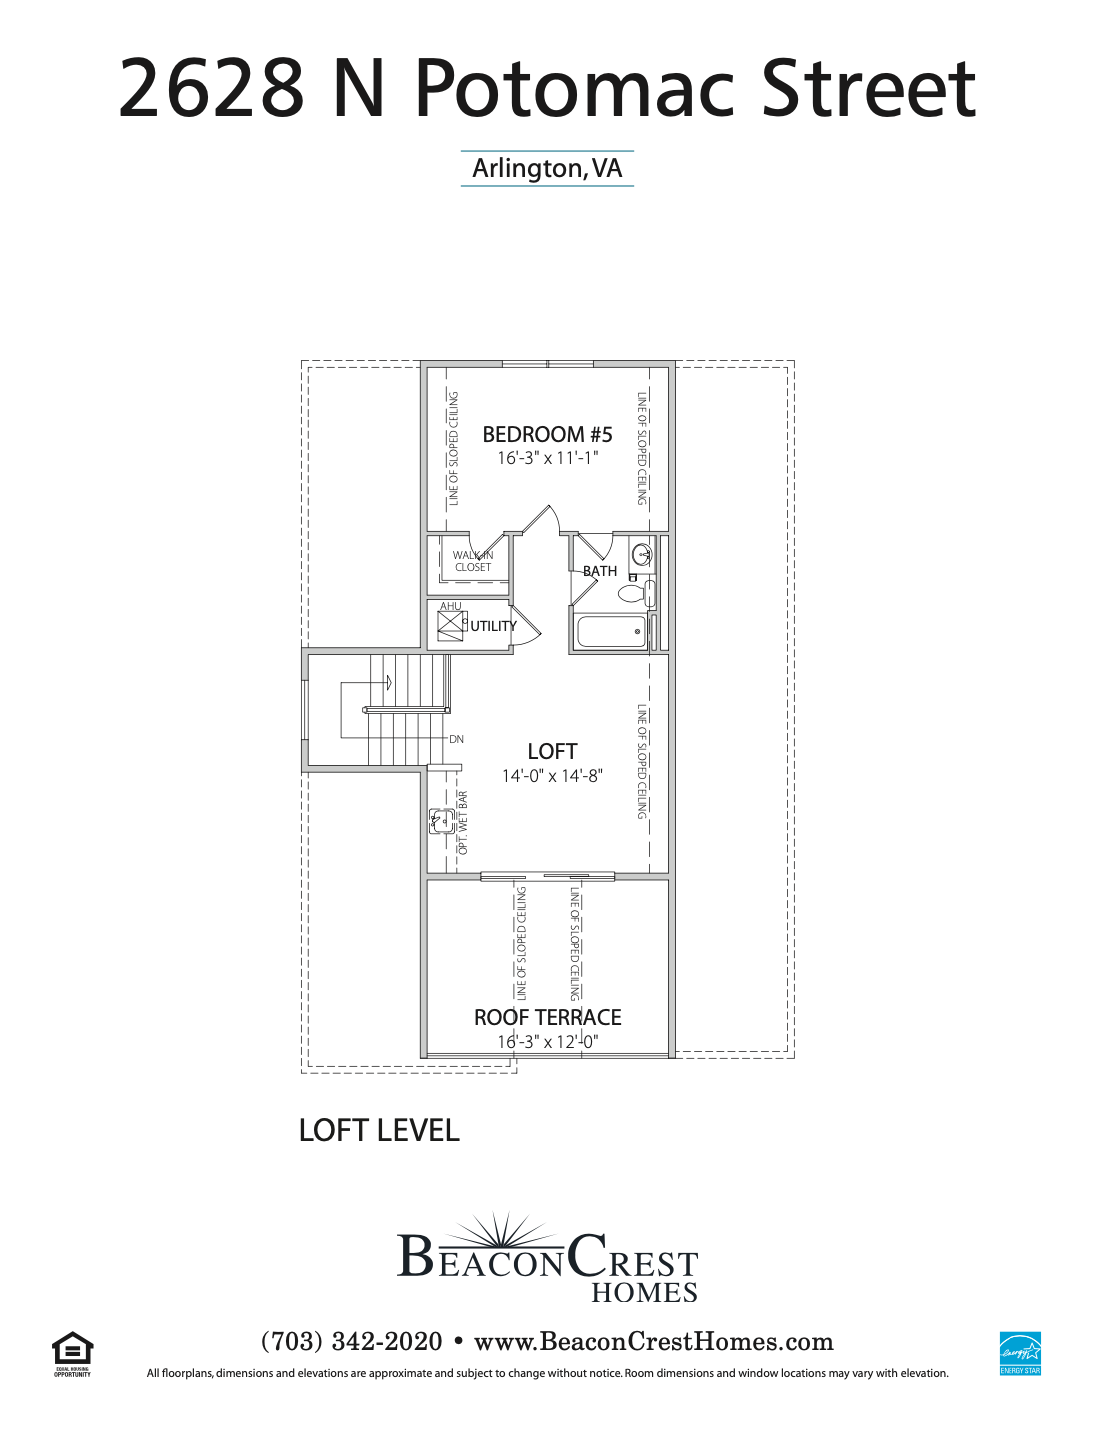 2628 N Potomac Street
Arlington, VA
LINE OF SLOPED CEILING
LINE OF SLOPED CEILING
BEDROOM #5
16'-3" x 11'-1"
WALK-IN
CLOSET
BATH
AHU
UTILITY
DN
LOFT
14'-0" x 14'-8"
LINE OF SLOPED CEILING
OPT. WET BAR
LINE OF SLOPED CEILING
LINE OF SLOPED CEILING
ROOF TERRACE
16'-3" x 12'-0"
LOFT LEVEL
BEACONCREST
HOMES
(703) 342-2020 • www.BeaconCrestHomes.com
EQUAL HOUSING
OPPORTUNITY
All floorplans, dimensions and elevations are approximate and subject to change without notice. Room dimensions and window locations may vary with elevation.
energy
ENERGY STAR